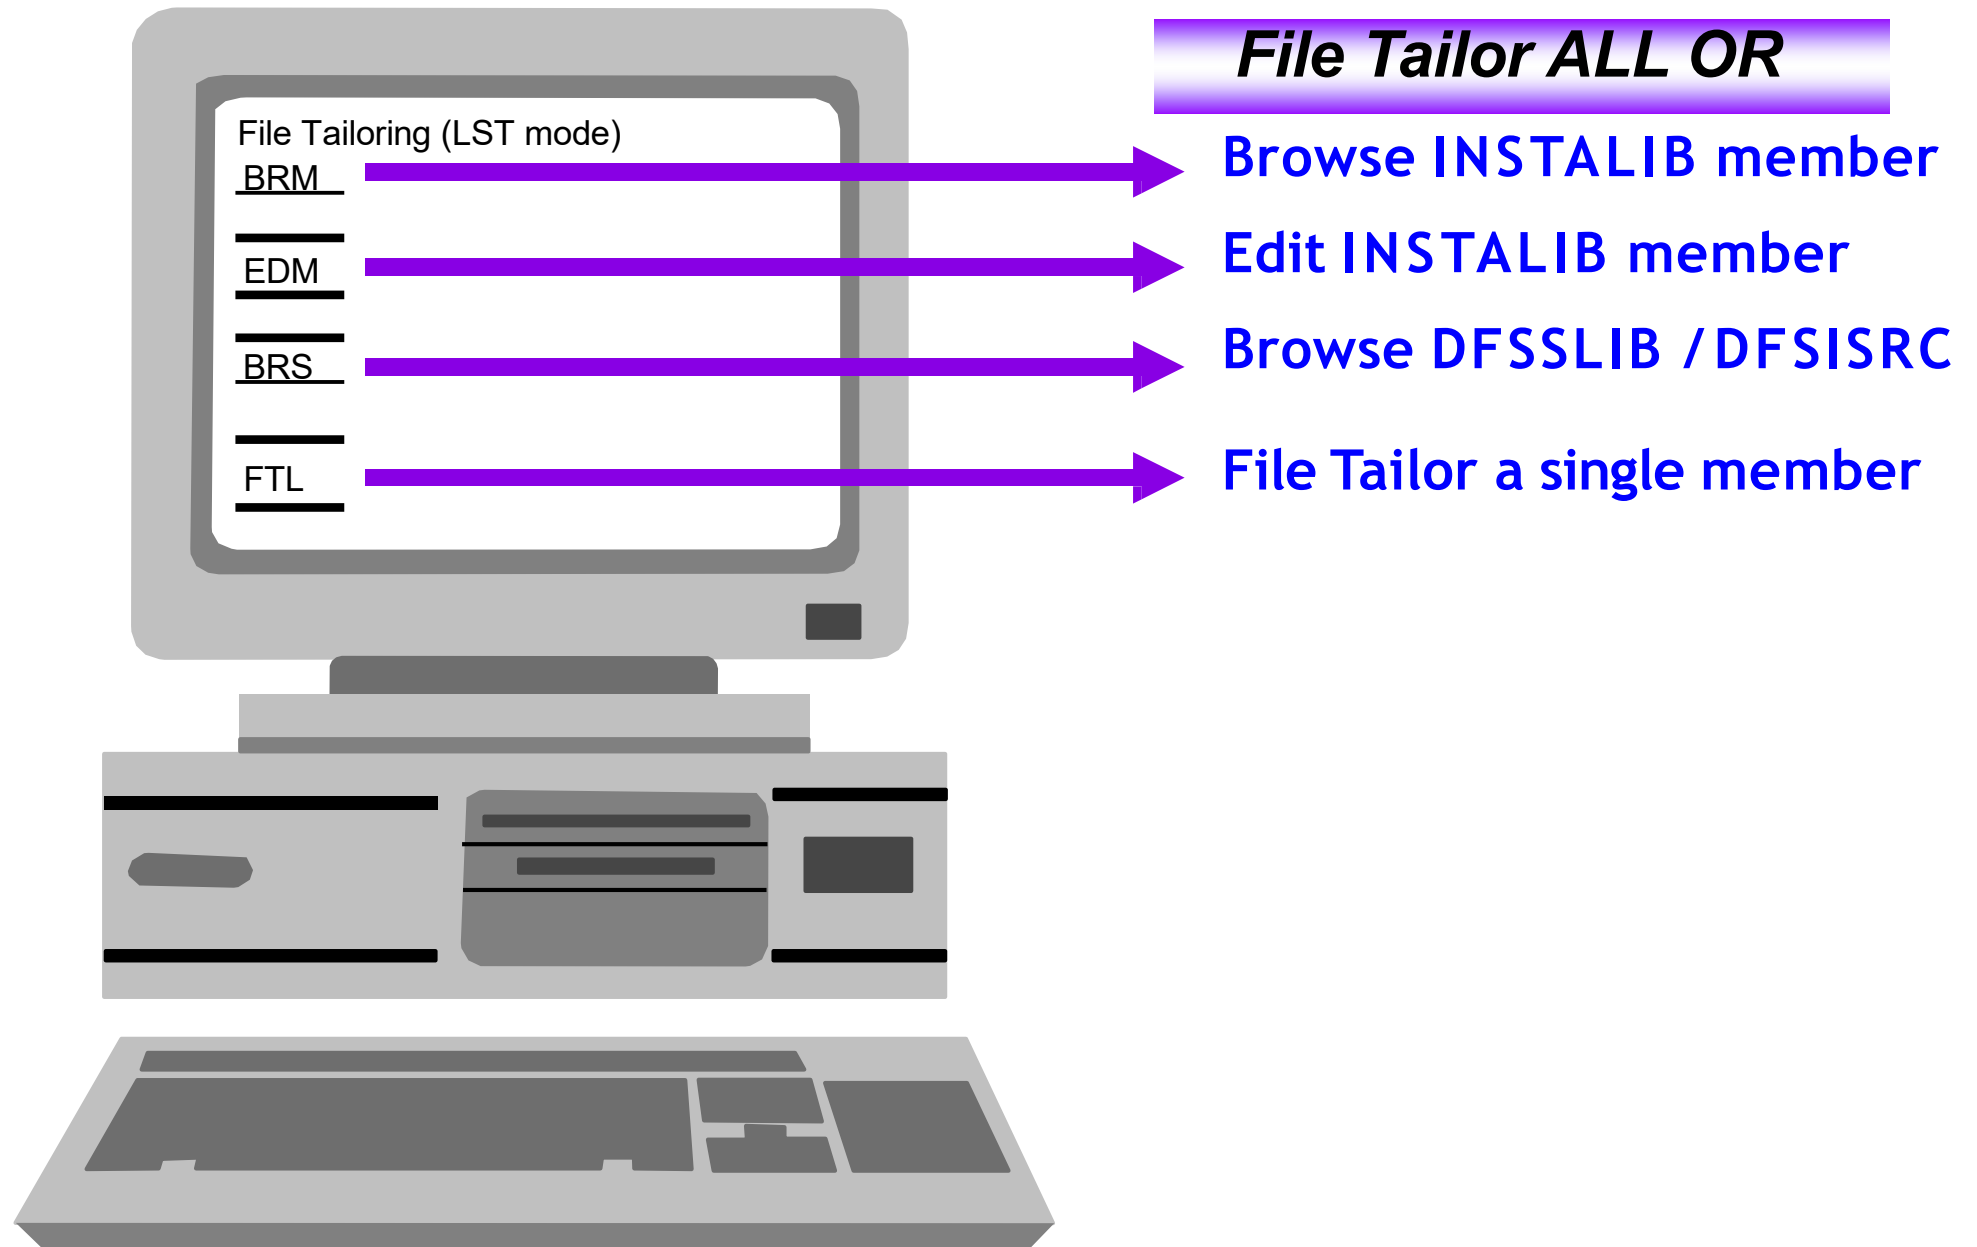 File Tailor ALL OR
File Tailoring (LST mode)
BRM
Browse INSTALIB member
EDM
Edit INSTALIB member
BRS
Browse DFSSLIB /DFSISRC
FTL
File Tailor a single member